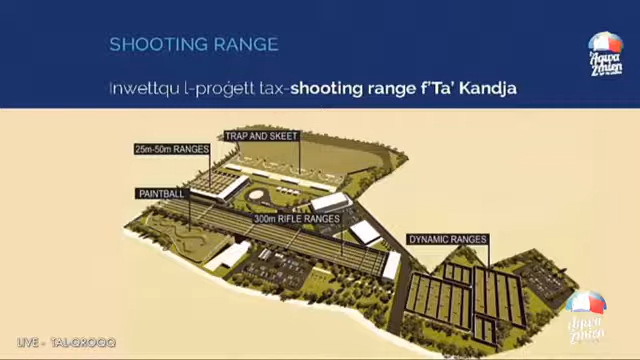 SHOOTING RANGE
Inwettqu l-proġett tax-shooting range f'Ta' Kandja
TRAP AND SKEET
25m-50m RANGES
PAINTBALL
300m RIFLE RANGES
DYNAMIC RANGES
LIVE - TAL-QROQQ